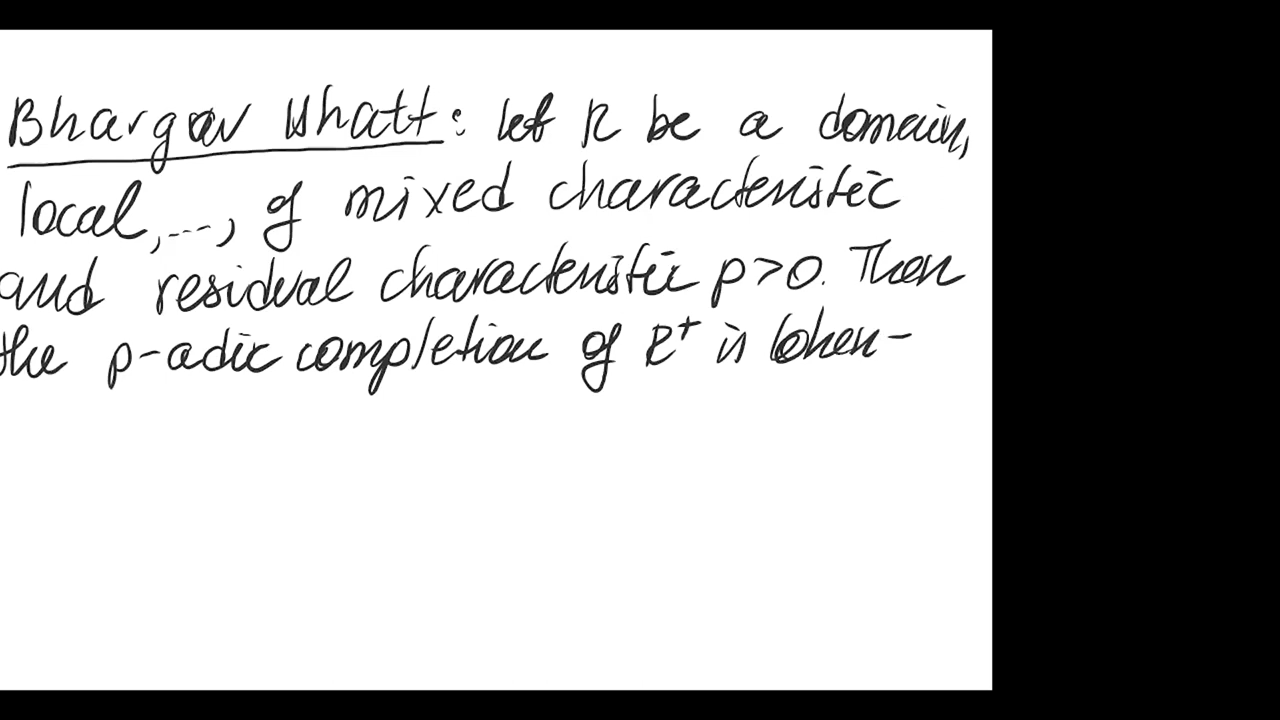 Bhargav Bhatt: let R be a domain,
local, ..., of mixed characteristic
and residual characteristic p>0. Then
the p-adic completion of R⁺ is Cohen-